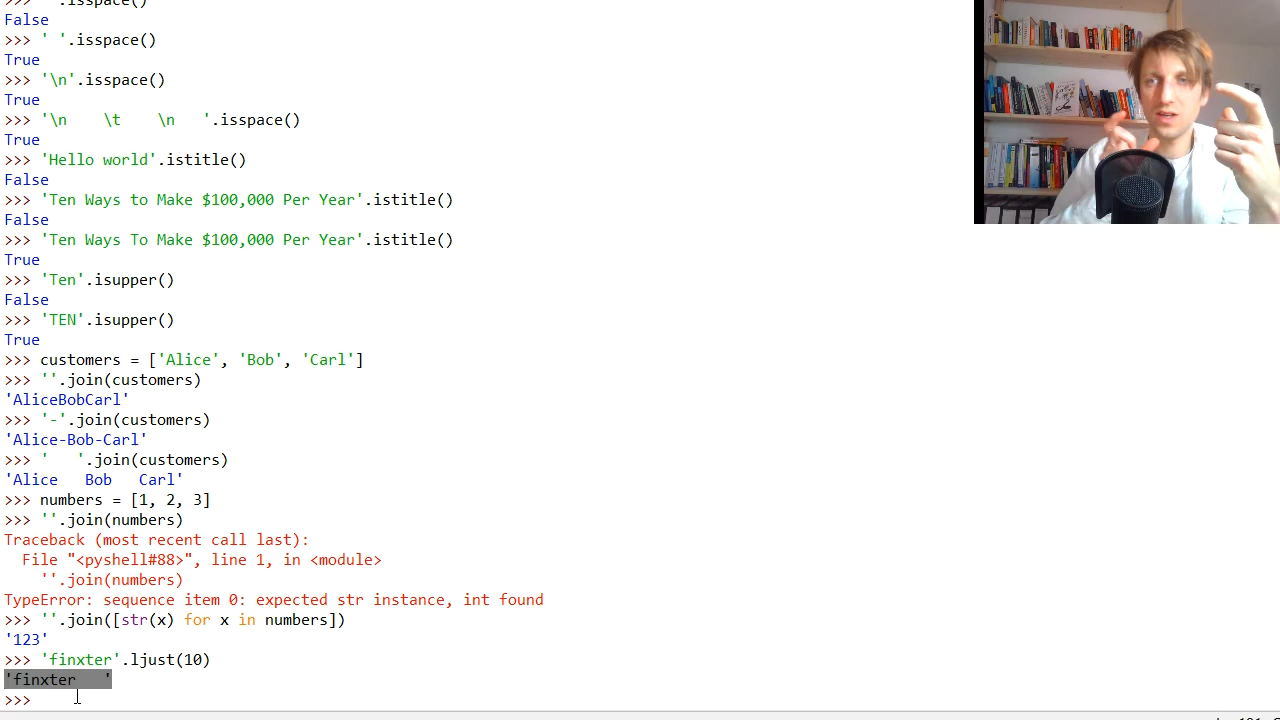 False
>>> ' '.isspace()
True
>>> '\n'.isspace()
True
>>> '\n    \t    \n   '.isspace()
True
>>> 'Hello world'.istitle()
False
>>> 'Ten Ways to Make $100,000 Per Year'.istitle()
False
>>> 'Ten Ways To Make $100,000 Per Year'.istitle()
True
>>> 'Ten'.isupper()
False
>>> 'TEN'.isupper()
True
>>> customers = ['Alice', 'Bob', 'Carl']
>>> ''.join(customers)
'AliceBobCarl'
>>> '-'.join(customers)
'Alice-Bob-Carl'
>>> '   '.join(customers)
'Alice   Bob   Carl'
>>> numbers = [1, 2, 3]
>>> ''.join(numbers)
Traceback (most recent call last):
  File "<pyshell#88>", line 1, in <module>
    ''.join(numbers)
TypeError: sequence item 0: expected str instance, int found
>>> ''.join([str(x) for x in numbers])
'123'
>>> 'finxter'.ljust(10)
'finxter   '
>>>